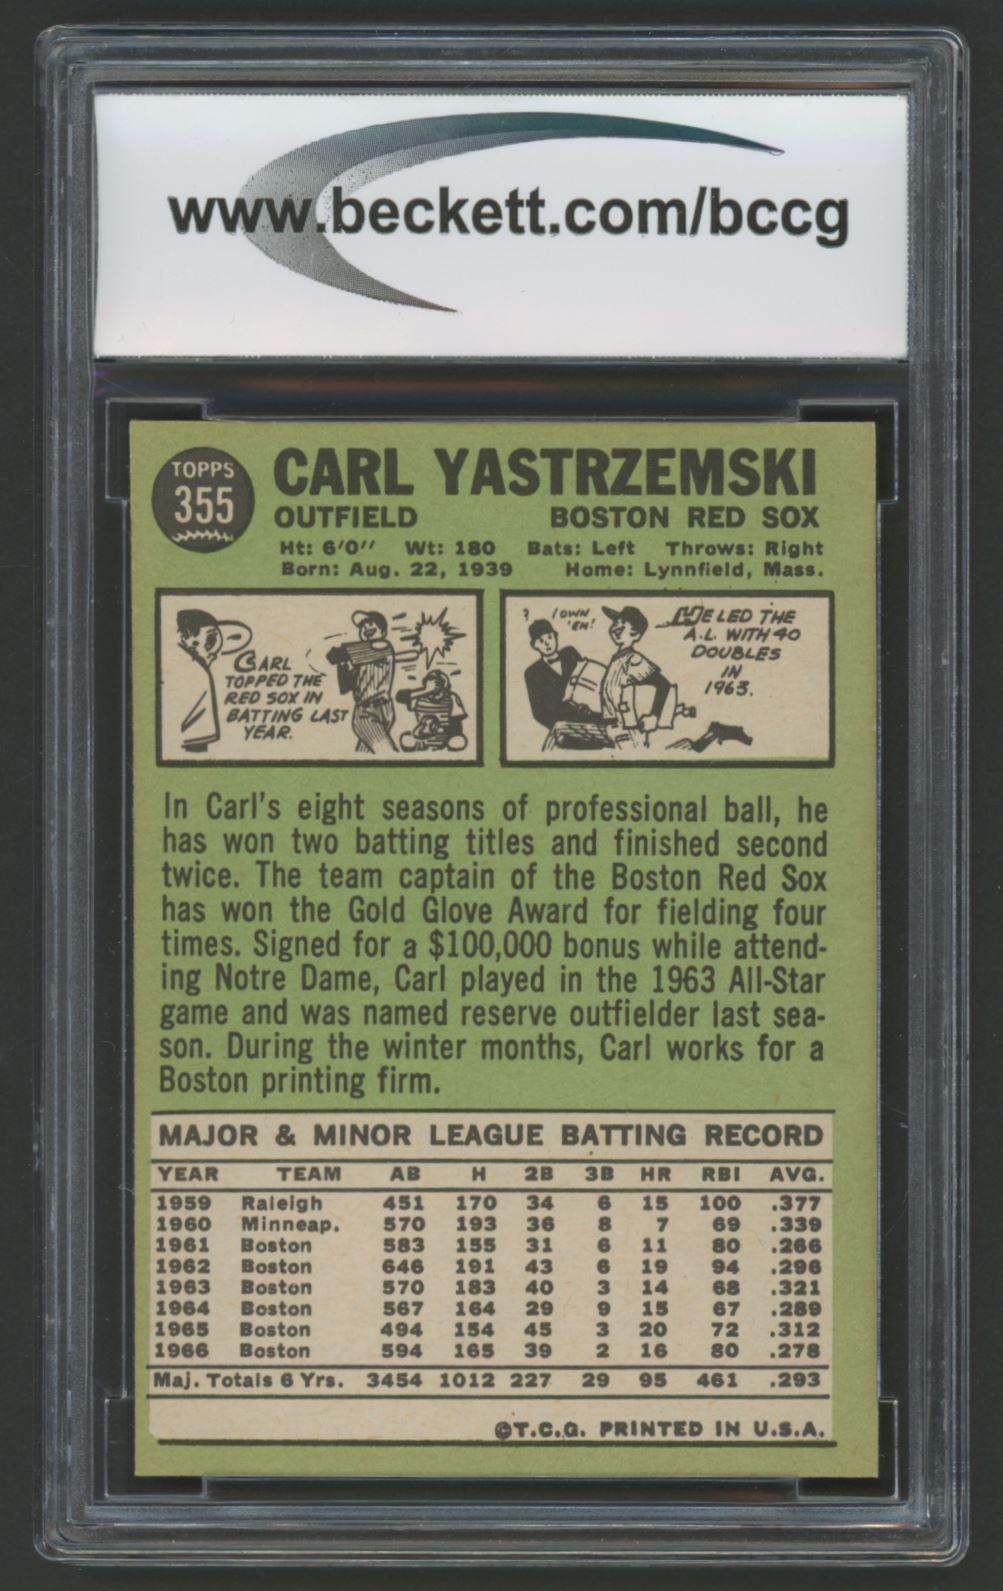 www.beckett.com/bccg
TOPPS
355
CARL YASTRZEMSKI
OUTFIELD BOSTON RED SOX
Ht: 6'0'' Wt: 180 Bats: Left Throws: Right
Born: Aug. 22, 1939 Home: Lynnfield, Mass.
CARL
TOPPED THE
RED SOX IN
BATTING LAST
YEAR.
?
I OWN
'EM!
HE LED THE
A.L. WITH 40
DOUBLES
IN
1963.
In Carl's eight seasons of professional ball, he
has won two batting titles and finished second
twice. The team captain of the Boston Red Sox
has won the Gold Glove Award for fielding four
times. Signed for a $100,000 bonus while attend-
ing Notre Dame, Carl played in the 1963 All-Star
game and was named reserve outfielder last sea-
son. During the winter months, Carl works for a
Boston printing firm.
MAJOR & MINOR LEAGUE BATTING RECORD
YEAR TEAM AB H 2B 3B HR RBI AVG.
1959 Raleigh 451 170 34 6 15 100 .377
1960 Minneap. 570 193 36 8 7 69 .339
1961 Boston 583 155 31 6 11 80 .266
1962 Boston 646 191 43 6 19 94 .296
1963 Boston 570 183 40 3 14 68 .321
1964 Boston 567 164 29 9 15 67 .289
1965 Boston 494 154 45 3 20 72 .312
1966 Boston 594 165 39 2 16 80 .278
Maj. Totals 6 Yrs. 3454 1012 227 29 95 461 .293
©T.C.G. PRINTED IN U.S.A.